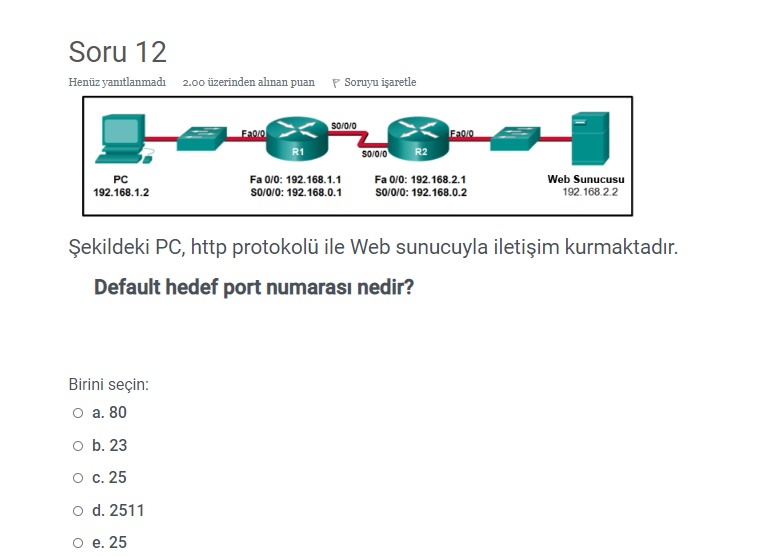 Soru 12
Henüz yanıtlanmadı 2.00 üzerinden alınan puan Soruyu işaretle
Fa0/0 S0/0/0 Fa0/0
R1 S0/0/0 R2
PC Fa 0/0: 192.168.1.1 Fa 0/0: 192.168.2.1 Web Sunucusu
192.168.1.2 S0/0/0: 192.168.0.1 S0/0/0: 192.168.0.2 192.168.2.2
Şekildeki PC, http protokolü ile Web sunucuyla iletişim kurmaktadır.
Default hedef port numarası nedir?
Birini seçin:
a. 80
b. 23
c. 25
d. 2511
e. 25